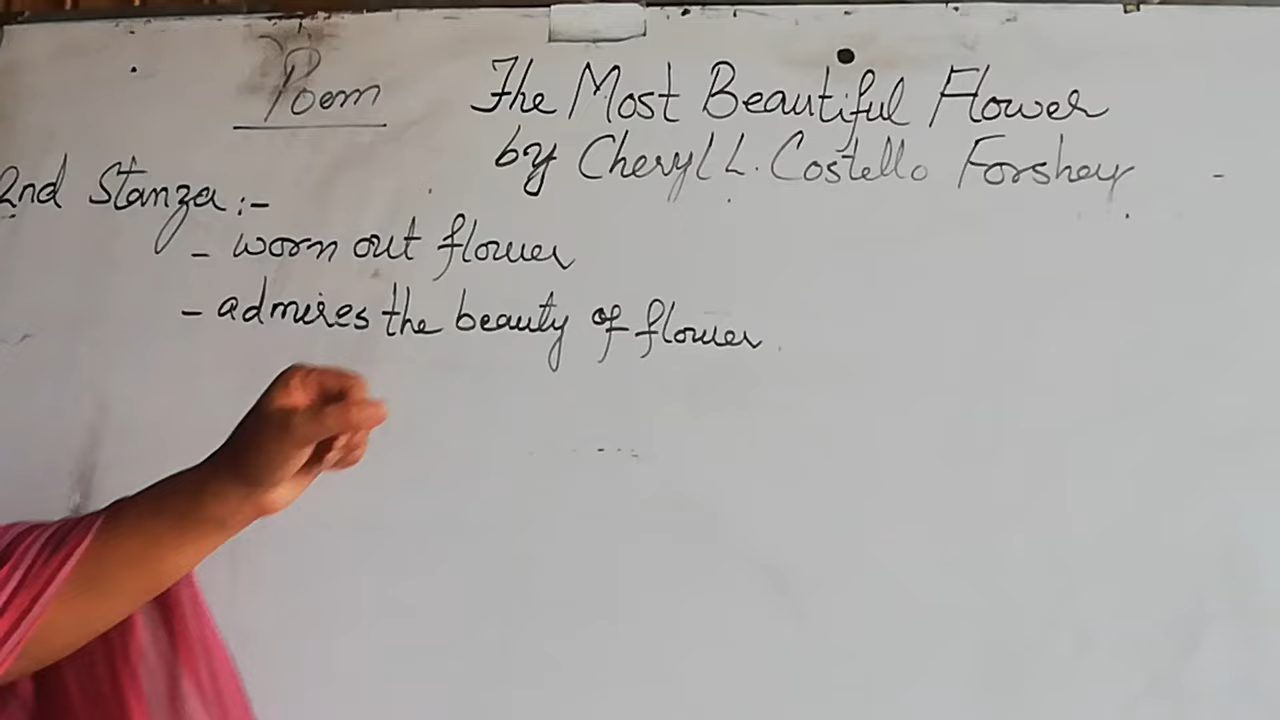 Poem
The Most Beautiful Flower
by Cheryl L. Costello Forshey
2nd Stanza :-
- worn out flower
- admires the beauty of flower